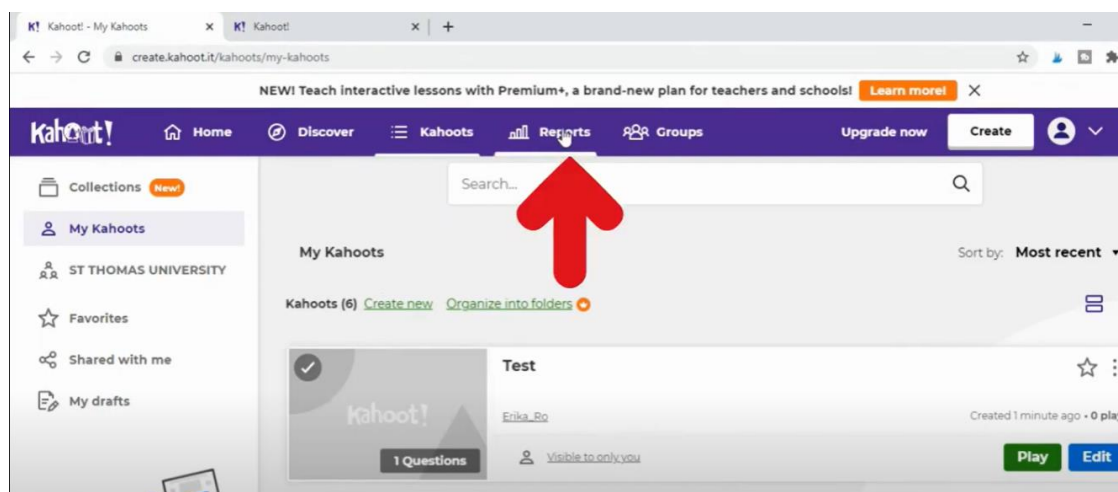 K! Kahoot! - My Kahoots
K! Kahoot!
create.kahoot.it/kahoots/my-kahoots
NEW! Teach interactive lessons with Premium+, a brand-new plan for teachers and schools! Learn more!
Kahoot! Home Discover Kahoots Reports Groups Upgrade now Create
Search...
Collections New!
My Kahoots
ST THOMAS UNIVERSITY
Favorites
Shared with me
My drafts
My Kahoots
Sort by: Most recent
Kahoots (6) Create new Organize into folders
Test
Kahoot!
Erika_Ro
Created 1 minute ago • 0 pla
1 Questions
Visible to only you
Play Edit